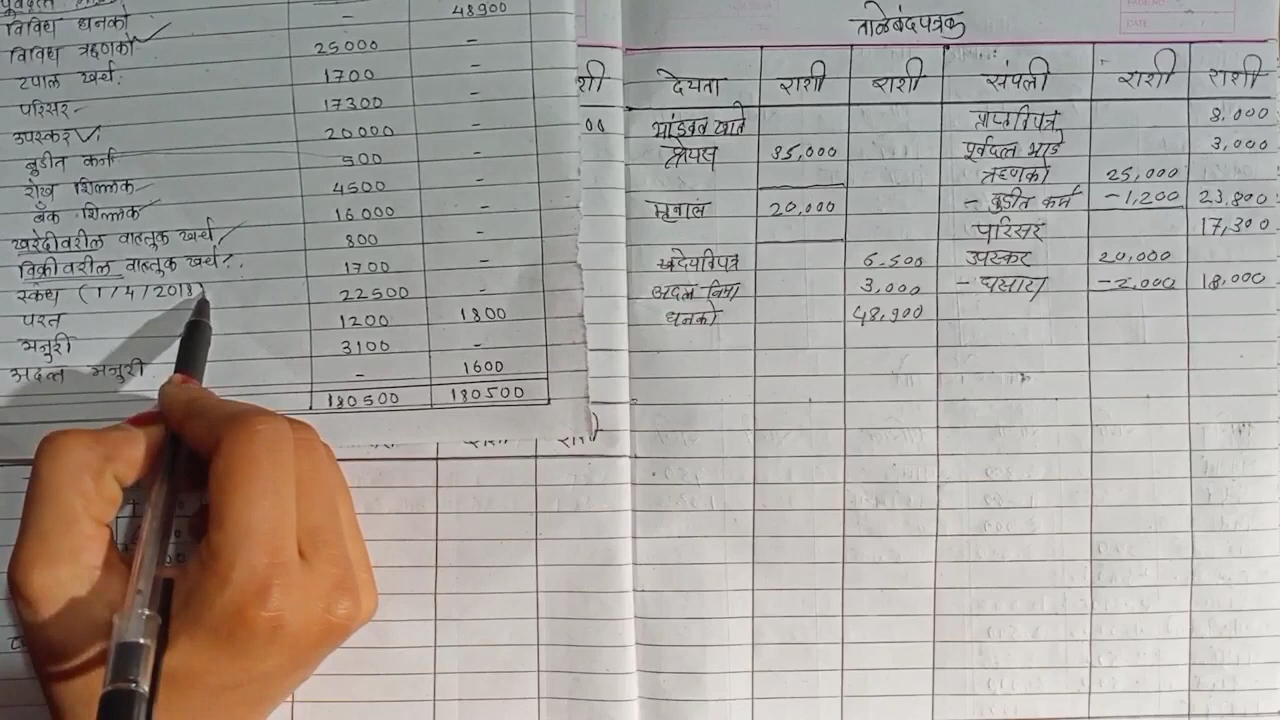 48900
विविध धनको -
विविध ऋणको 25000 -
टपाल खर्च. 1700 -
परिसर 17300 -
उपस्कर 20000 -
बुडीत कर्ज 500 -
रोख शिल्लक 4500 -
बँक शिल्लक 16000 -
खरेदीवरील वाहतुक खर्च 800 -
विक्रीवरील वाहतुक खर्च. 1700 -
स्कंध (1/4/2018) 22500 -
परत 1200 1800
मजुरी 3100 -
अदत्त मजुरी - 1600
180500 180500
राशी राशी
ताळेबंदपत्रक
देयता राशी राशी संपत्ती राशी राशी
भांडवल खाते प्राप्तविपत्र 8,000
श्रेयस 35,000 पूर्वदत्त भाडे 3,000
ऋणको 25,000
मृनाल 20,000 - बुडीत कर्ज -1,200 23,800
परिसर 17,300
देयविपत्र 6,500 उपस्कर 20,000
अदत्त 3,000 - घसारा -2,000 18,000
धनको 48,900